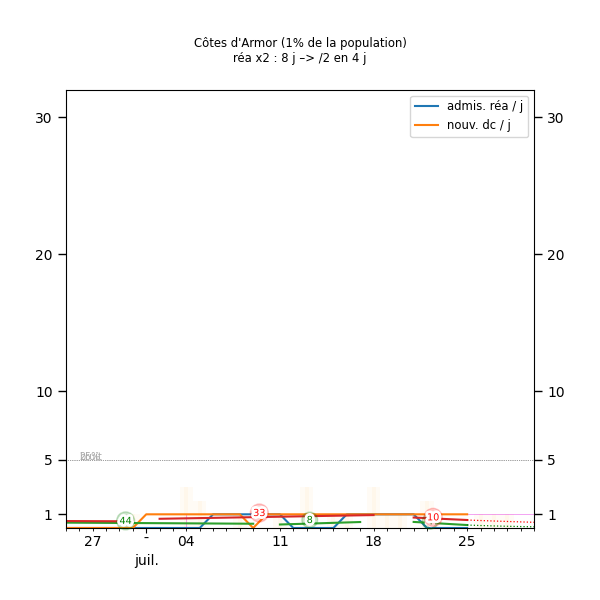 Côtes d'Armor (1% de la population)
réa x2 : 8 j –> /2 en 4 j
admis. réa / j
nouv. dc / j
30 30
20 20
10 10
5 5
1 1
44 33 8 -10
27 - 04 11 18 25
juil.